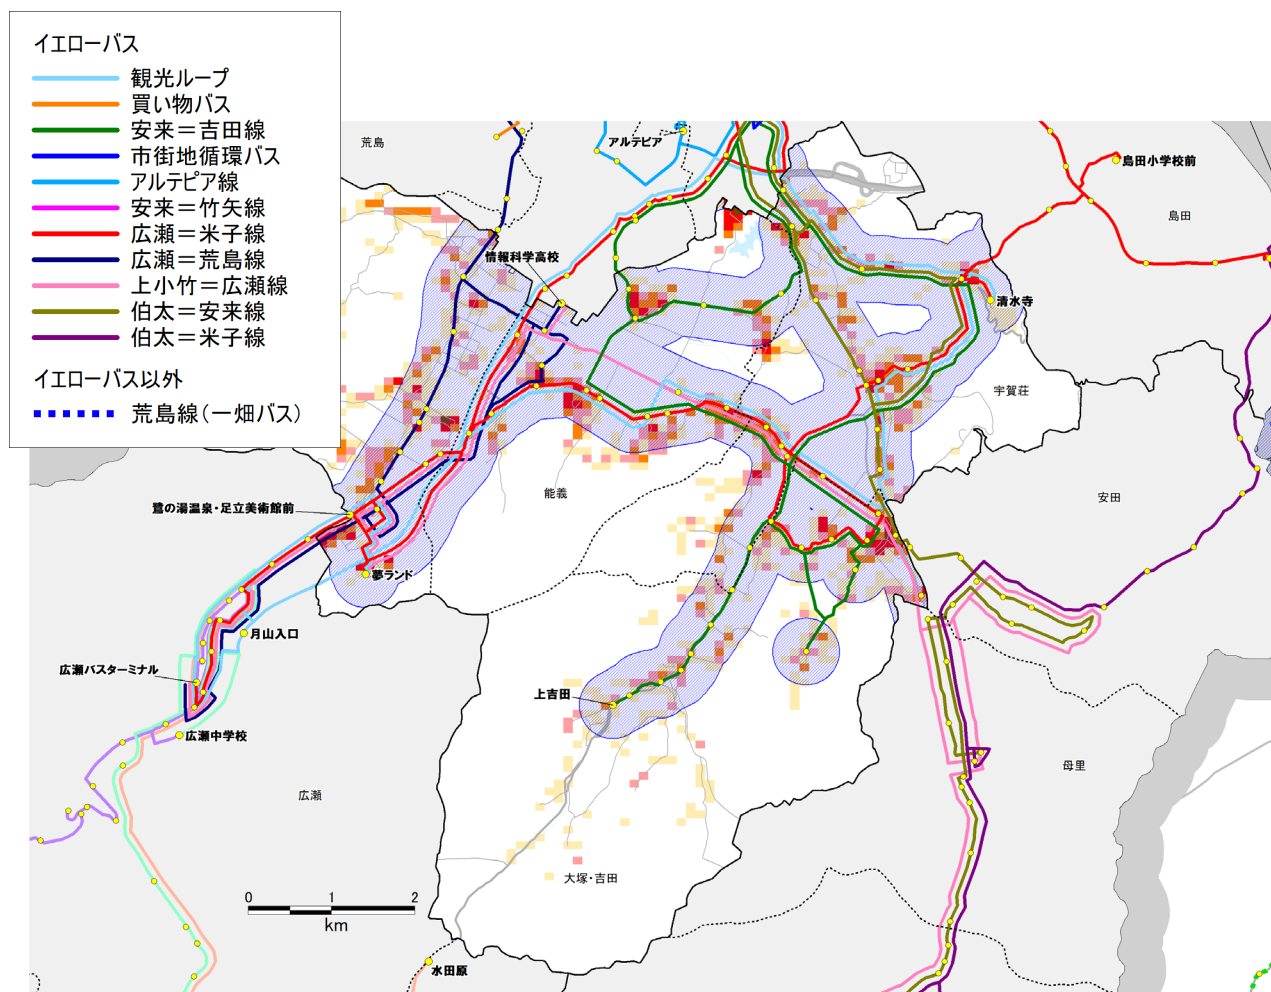 イエローバス
観光ループ
買い物バス
安来＝吉田線
市街地循環バス
アルテピア線
安来＝竹矢線
広瀬＝米子線
広瀬＝荒島線
上小竹＝広瀬線
伯太＝安来線
伯太＝米子線
イエローバス以外
荒島線（一畑バス）
荒島
アルテピア
島田小学校前
島田
情報科学高校
清水寺
宇賀荘
能義
安田
鷺の湯温泉・足立美術館前
夢ランド
月山入口
広瀬バスターミナル
上吉田
広瀬中学校
母里
広瀬
大塚・吉田
0 1 2
km
水田原